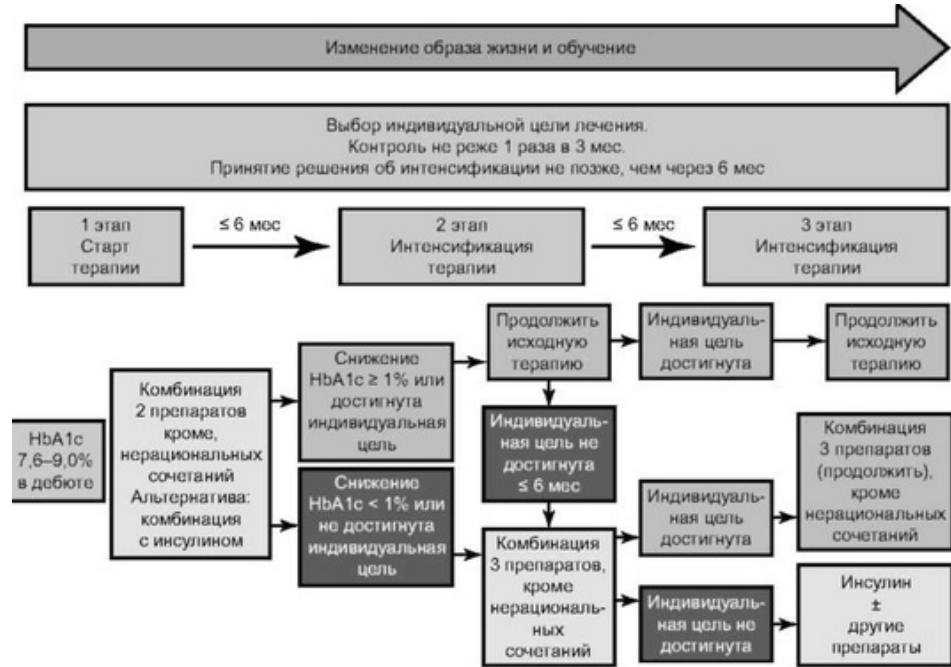 Изменение образа жизни и обучение
Выбор индивидуальной цели лечения.
Контроль не реже 1 раза в 3 мес.
Принятие решения об интенсификации не позже, чем через 6 мес
1 этап
Старт
терапии
≤ 6 мес
2 этап
Интенсификация
терапии
≤ 6 мес
3 этап
Интенсификация
терапии
HbA1c
7,6–9,0%
в дебюте
Комбинация
2 препаратов
кроме,
нерациональных
сочетаний
Альтернатива:
комбинация
с инсулином
Снижение
HbA1c ≥ 1% или
достигнута
индивидуальная
цель
Снижение
HbA1c < 1% или
не достигнута
индивидуальная
цель
Продолжить
исходную
терапию
Индивидуаль-
ная цель
достигнута
Продолжить
исходную
терапию
Индивидуаль-
ная цель не
достигнута
≤ 6 мес
Комбинация
3 препаратов,
кроме
нерациональ-
ных
сочетаний
Индивидуаль-
ная цель
достигнута
Комбинация
3 препаратов
(продолжить),
кроме
нерациональных
сочетаний
Индивидуаль-
ная цель не
достигнута
Инсулин
±
другие
препараты